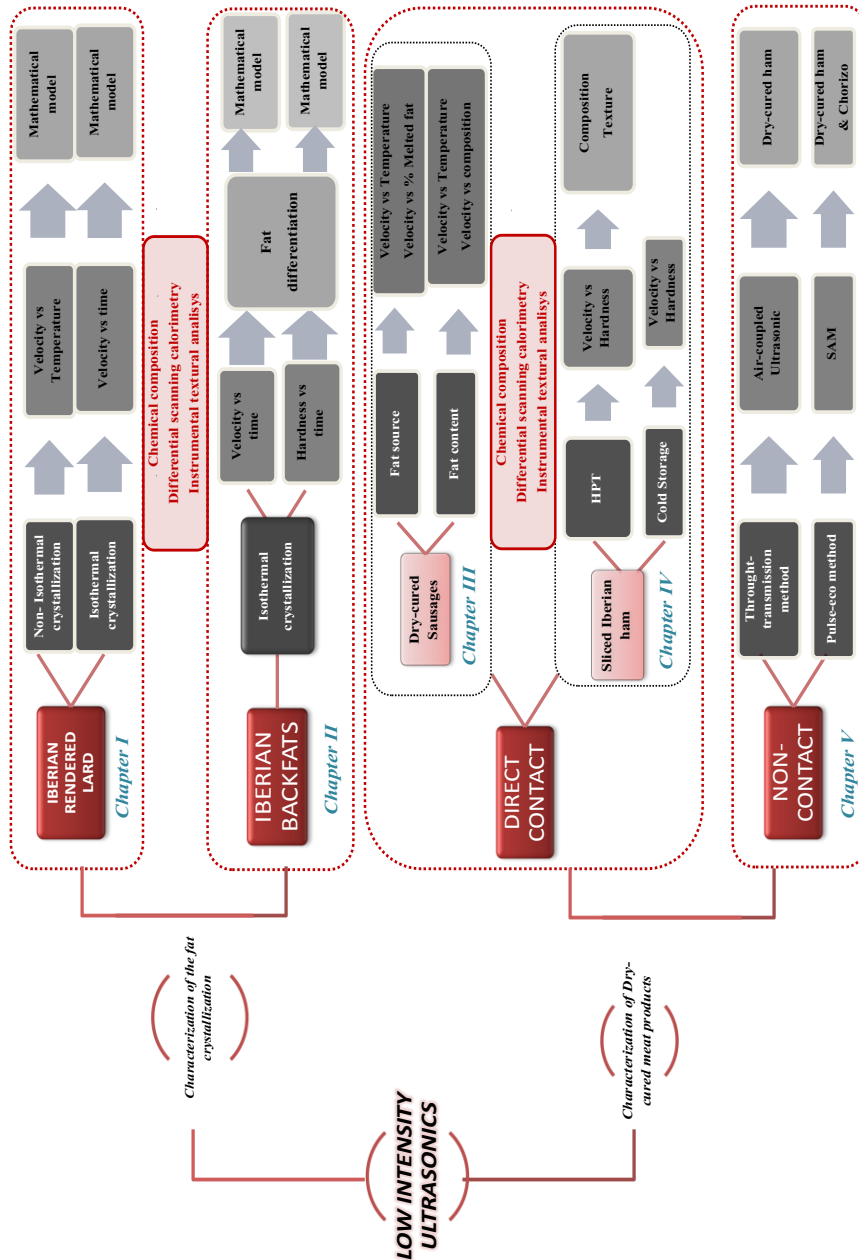 LOW INTENSITY
ULTRASONICS
Characterization of the fat
crystallization
IBERIAN
RENDERED
LARD
Chapter I
Non- Isothermal
crystallization
Isothermal
crystallization
Velocity vs
Temperature
Velocity vs time
Mathematical
model
Mathematical
model
Chemical composition
Differential scanning calorimetry
Instrumental textural analisys
IBERIAN
BACKFATS
Chapter II
Isothermal
crystallization
Velocity vs
time
Hardness vs time
Fat
differentiation
Mathematical
model
Mathematical
model
Characterization of Dry-
cured meat products
DIRECT
CONTACT
Dry-cured
Sausages
Chapter III
Fat source
Fat content
Velocity vs Temperature
Velocity vs % Melted fat
Velocity vs Temperature
Velocity vs composition
Chemical composition
Differential scanning calorimetry
Instrumental textural analisys
Sliced Iberian
ham
Chapter IV
HPT
Cold Storage
Velocity vs
Hardness
Velocity vs
Hardness
Composition
Texture
NON-
CONTACT
Chapter V
Throught-
transmission
method
Pulse-eco method
Air-coupled
Ultrasonic
SAM
Dry-cured ham
Dry-cured ham
& Chorizo